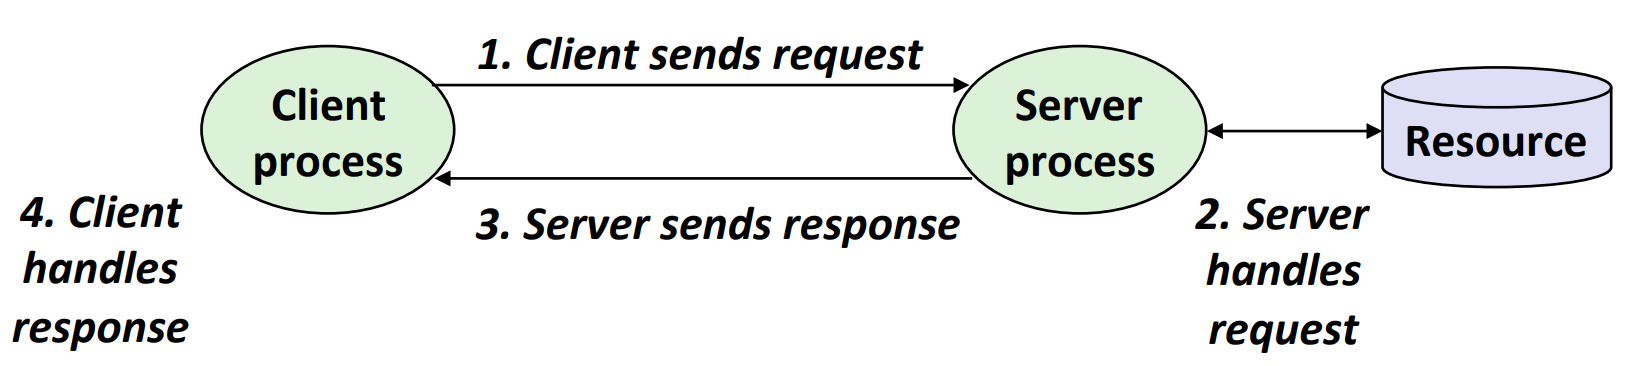 1. Client sends request
Client
process
Server
process
Resource
3. Server sends response
4. Client
handles
response
2. Server
handles
request